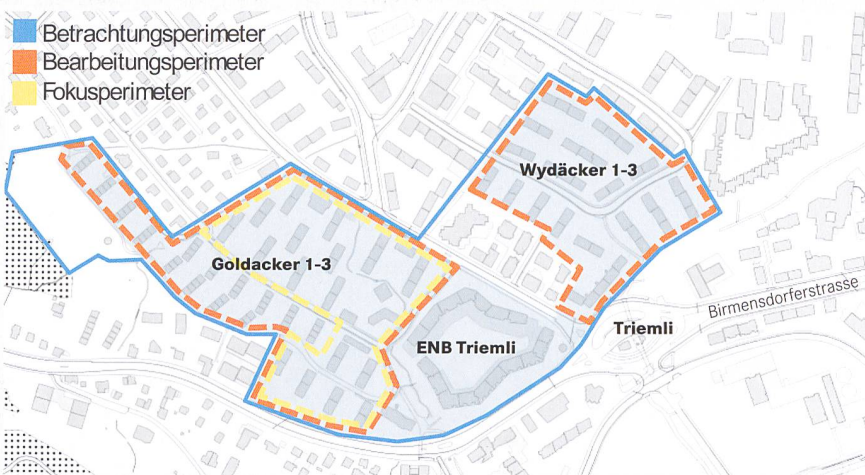 Betrachtungsperimeter
Bearbeitungsperimeter
Fokusperimeter
Wydäcker 1-3
Goldacker 1-3
Birmensdorferstrasse
Triemli
ENB Triemli